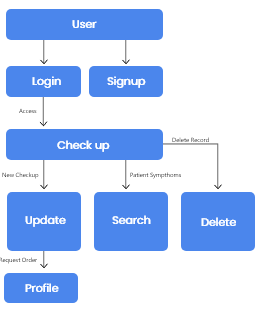 User
Login
Signup
Access
Delete Record
Check up
New Checkup
Patient Sympthoms
Update
Search
Delete
Request Order
Profile